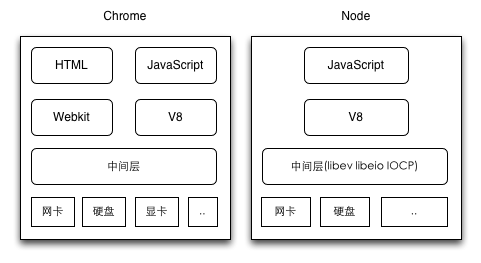 Chrome
HTML JavaScript
Webkit V8
中间层
网卡 硬盘 显卡 ..
Node
JavaScript
V8
中间层(libev libeio IOCP)
网卡 硬盘 ..